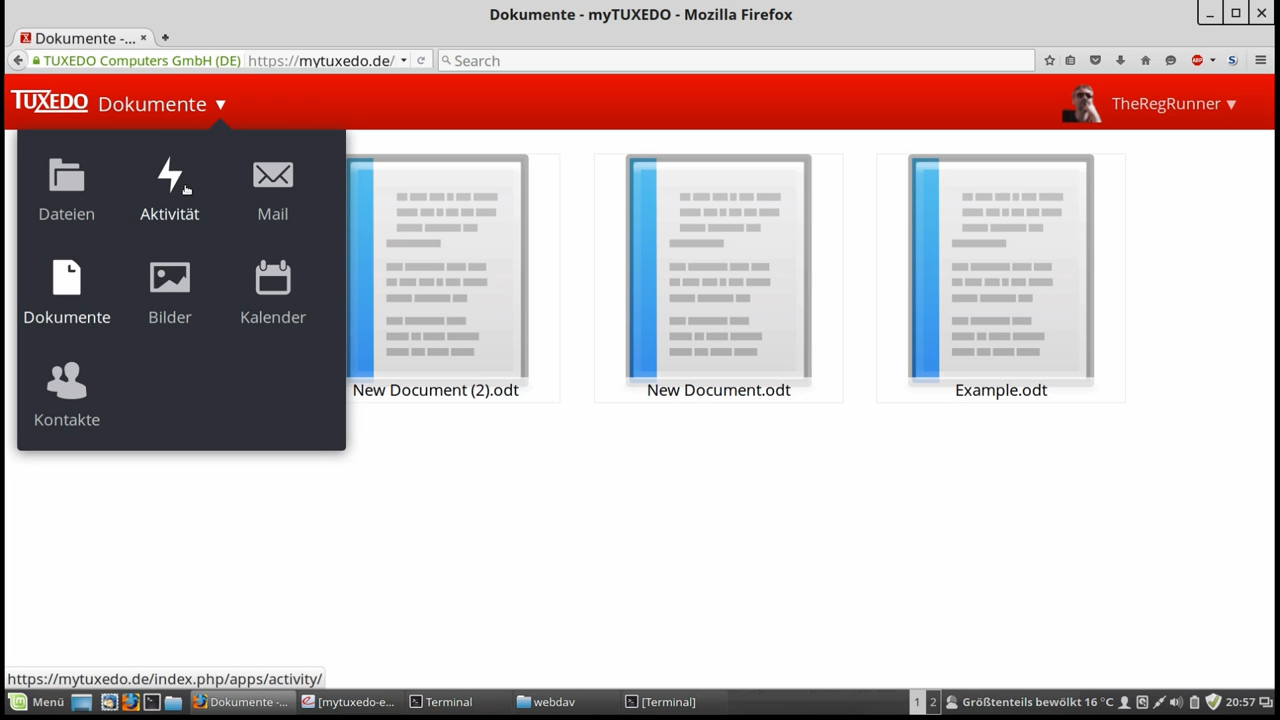 Dokumente - myTUXEDO - Mozilla Firefox
Dokumente -...
TUXEDO Computers GmbH (DE) https://mytuxedo.de/ Search
TUXEDO Dokumente TheRegRunner
Dateien Aktivität Mail
Dokumente Bilder Kalender
Kontakte
New Document (2).odt New Document.odt Example.odt
https://mytuxedo.de/index.php/apps/activity/
Menü Dokumente -... [mytuxedo-e... Terminal webdav [Terminal] 1 2 Größtenteils bewölkt 16 °C 20:57